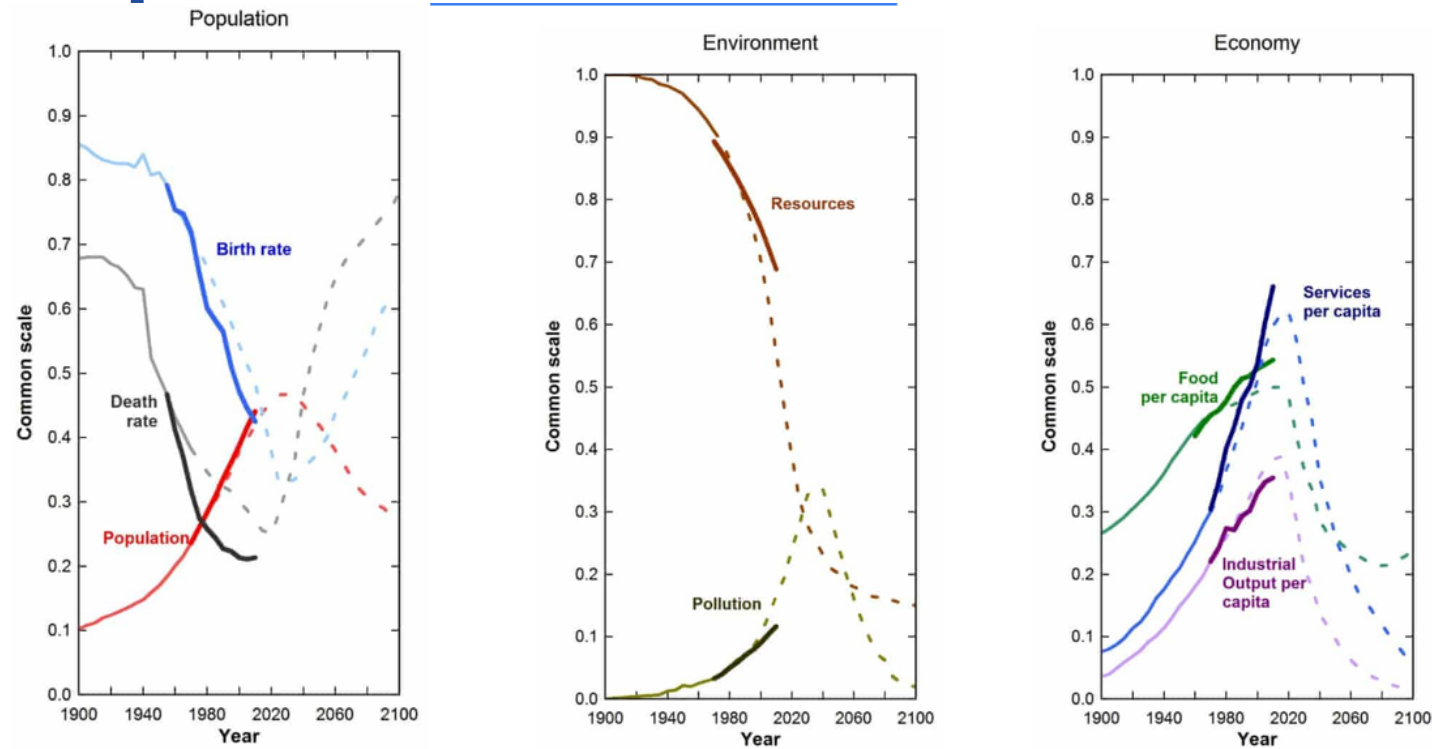 Population
1.0
0.9
0.8
0.7
0.6
0.5
0.4
0.3
0.2
0.1
0.0
Common scale
Birth rate
Death
rate
Population
1900 1940 1980 2020 2060 2100
Year
Environment
1.0
0.9
0.8
0.7
0.6
0.5
0.4
0.3
0.2
0.1
0.0
Common scale
Resources
Pollution
1900 1940 1980 2020 2060 2100
Year
Economy
1.0
0.9
0.8
0.7
0.6
0.5
0.4
0.3
0.2
0.1
0.0
Common scale
Services
per capita
Food
per capita
Industrial
Output per
capita
1900 1940 1980 2020 2060 2100
Year